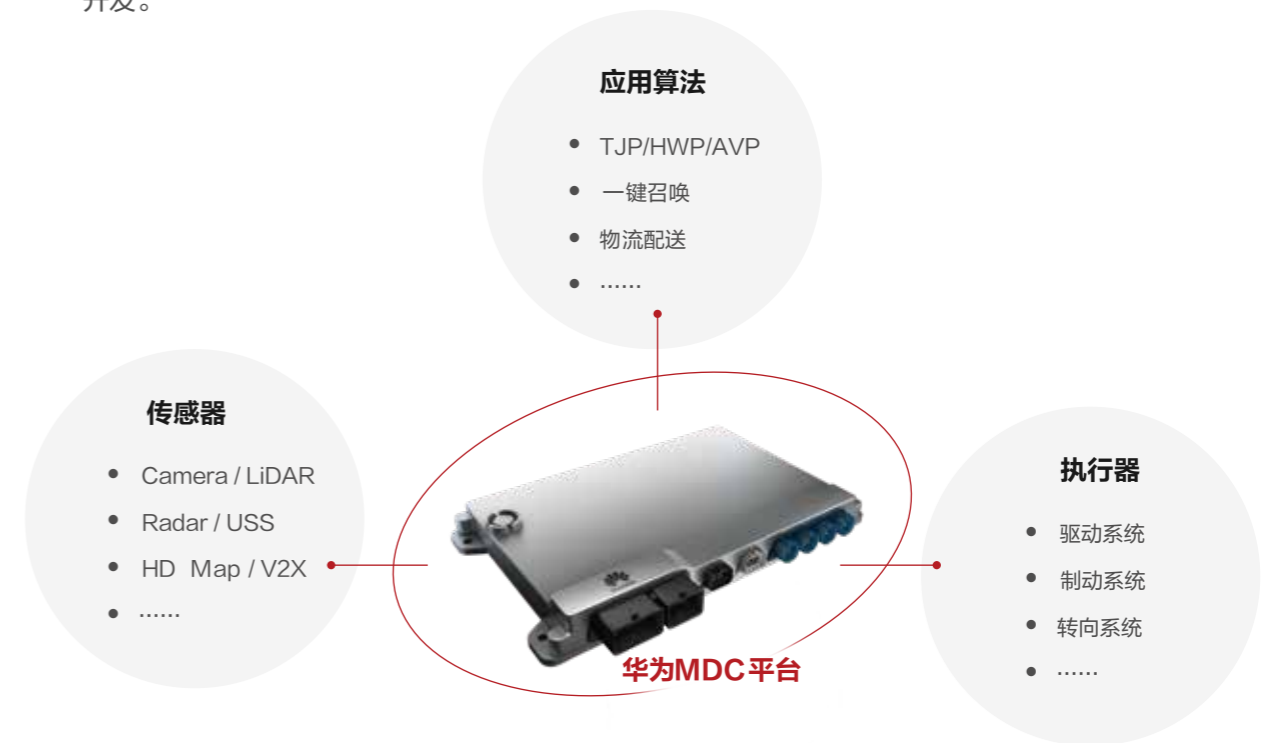 开发。
应用算法
• TJP/HWP/AVP
• 一键召唤
• 物流配送
• ……
传感器
• Camera / LiDAR
• Radar / USS
• HD Map / V2X
• ……
执行器
• 驱动系统
• 制动系统
• 转向系统
• ……
华为MDC平台